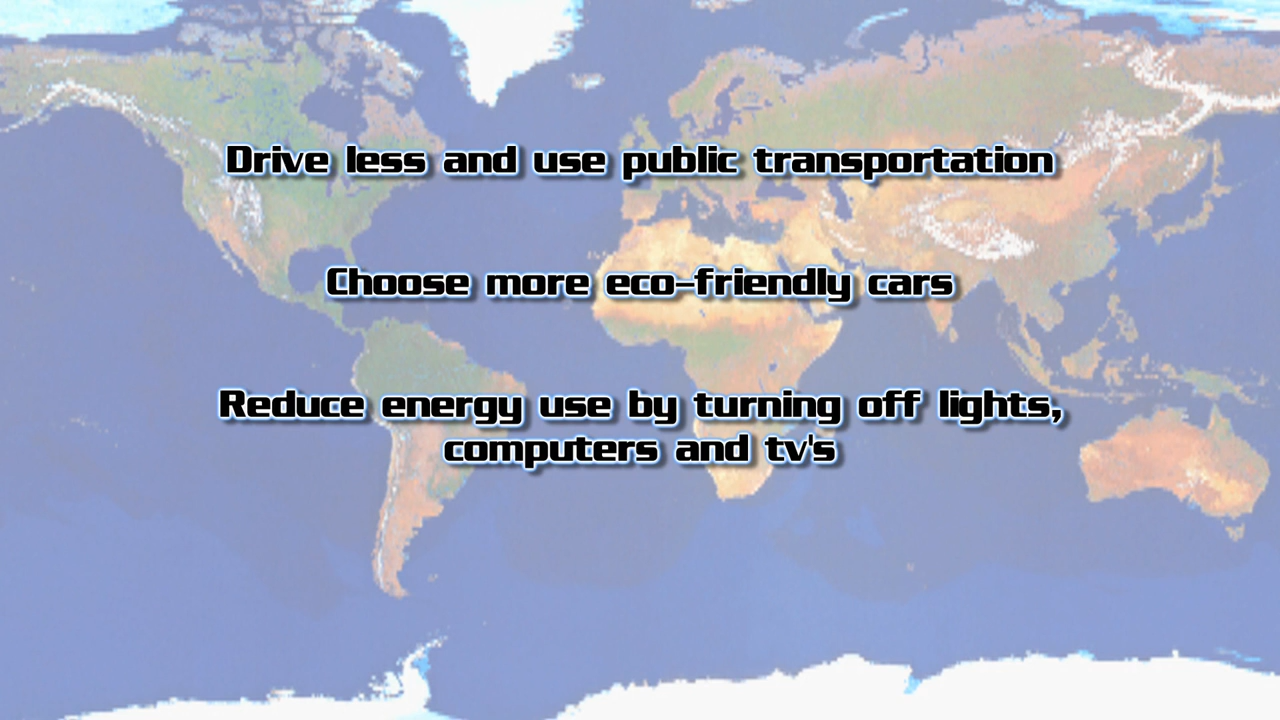 Drive less and use public transportation
Choose more eco-friendly cars
Reduce energy use by turning off lights,
computers and tv's